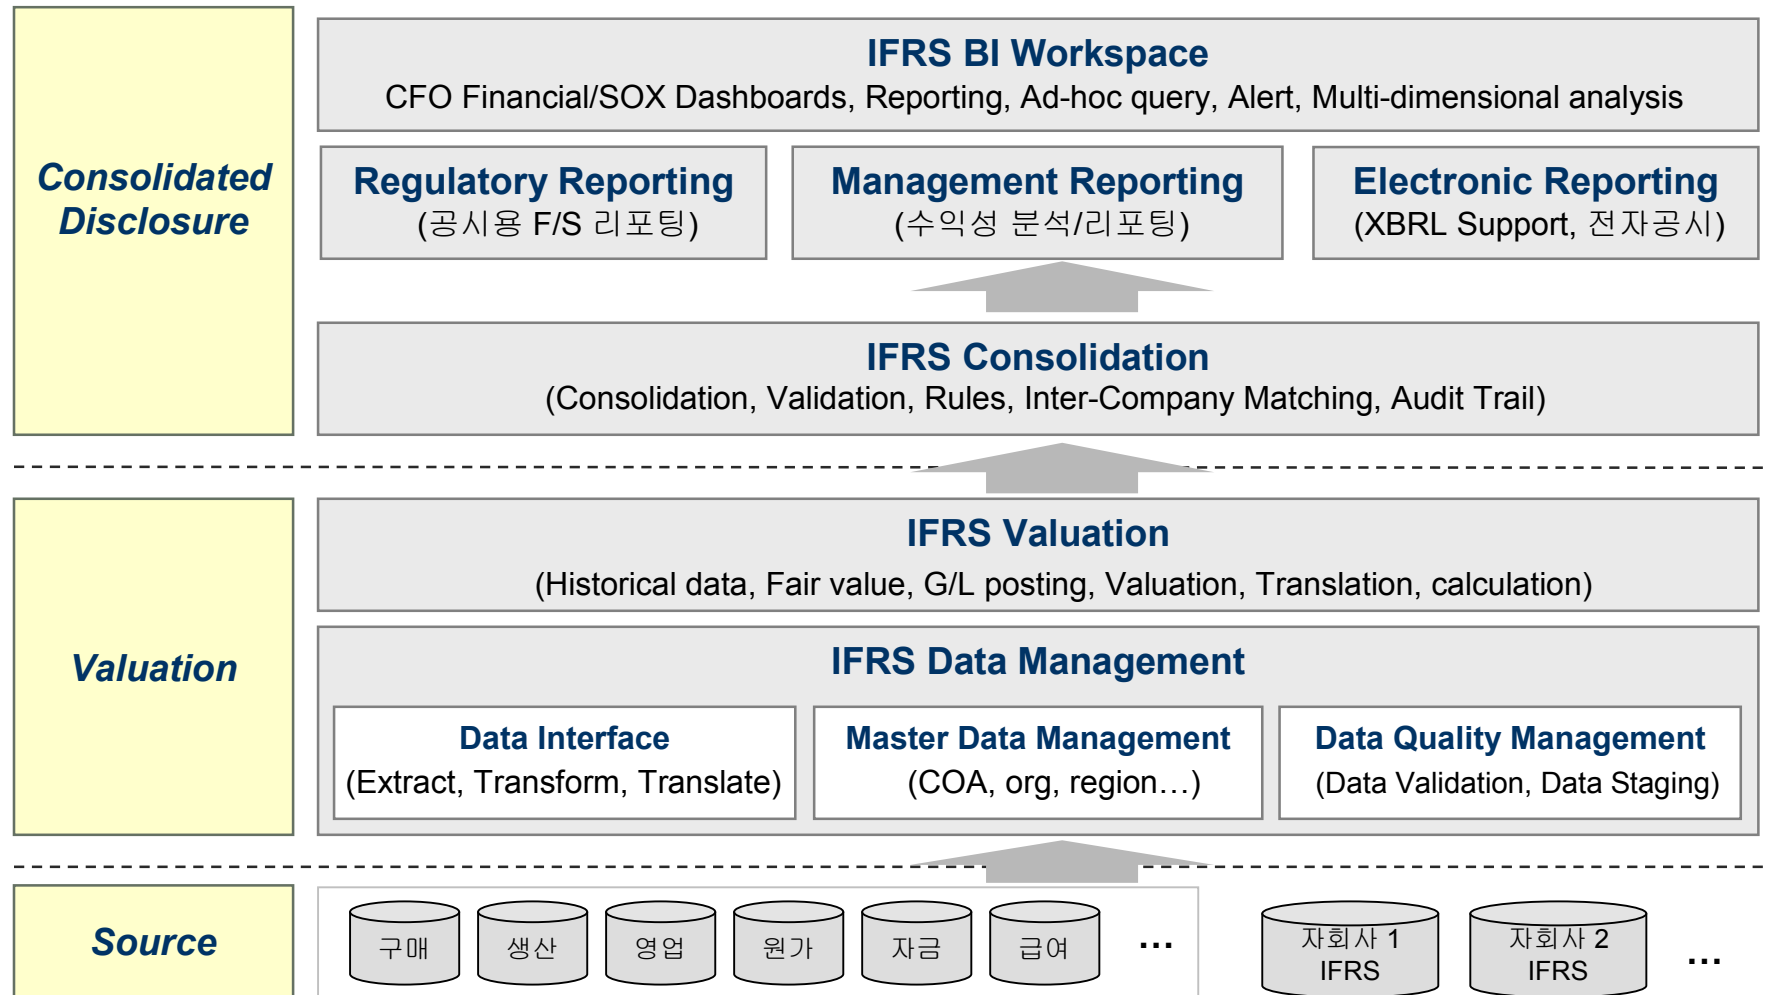 Consolidated
Disclosure
IFRS BI Workspace
CFO Financial/SOX Dashboards, Reporting, Ad-hoc query, Alert, Multi-dimensional analysis
Regulatory Reporting
(공시용 F/S 리포팅)
Management Reporting
(수익성 분석/리포팅)
Electronic Reporting
(XBRL Support, 전자공시)
IFRS Consolidation
(Consolidation, Validation, Rules, Inter-Company Matching, Audit Trail)
Valuation
IFRS Valuation
(Historical data, Fair value, G/L posting, Valuation, Translation, calculation)
IFRS Data Management
Data Interface
(Extract, Transform, Translate)
Master Data Management
(COA, org, region…)
Data Quality Management
(Data Validation, Data Staging)
Source
구매
생산
영업
원가
자금
급여
…
자회사 1
IFRS
자회사 2
IFRS
…